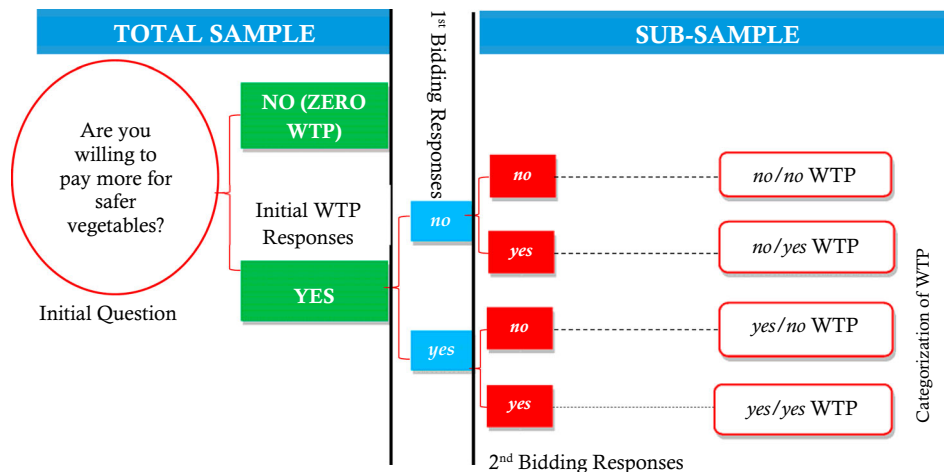 TOTAL SAMPLE
1st Bidding Responses
SUB-SAMPLE
Are you
willing to
pay more for
safer
vegetables?
Initial Question
NO (ZERO
WTP)
Initial WTP
Responses
YES
no
yes
no
yes
no
yes
no/no WTP
no/yes WTP
yes/no WTP
yes/yes WTP
Categorization of WTP
2nd Bidding Responses